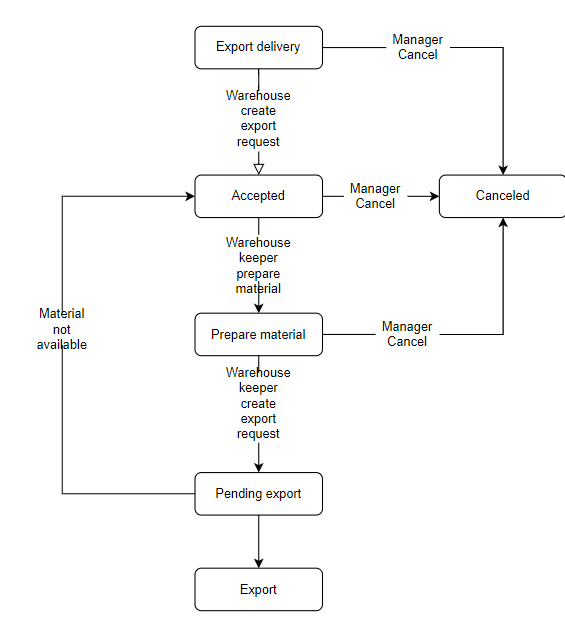 Export delivery
Manager
Cancel
Warehouse
create
export
request
Accepted
Manager
Cancel
Canceled
Warehouse
keeper
prepare
material
Material
not
available
Prepare material
Manager
Cancel
Warehouse
keeper
create
export
request
Pending export
Export